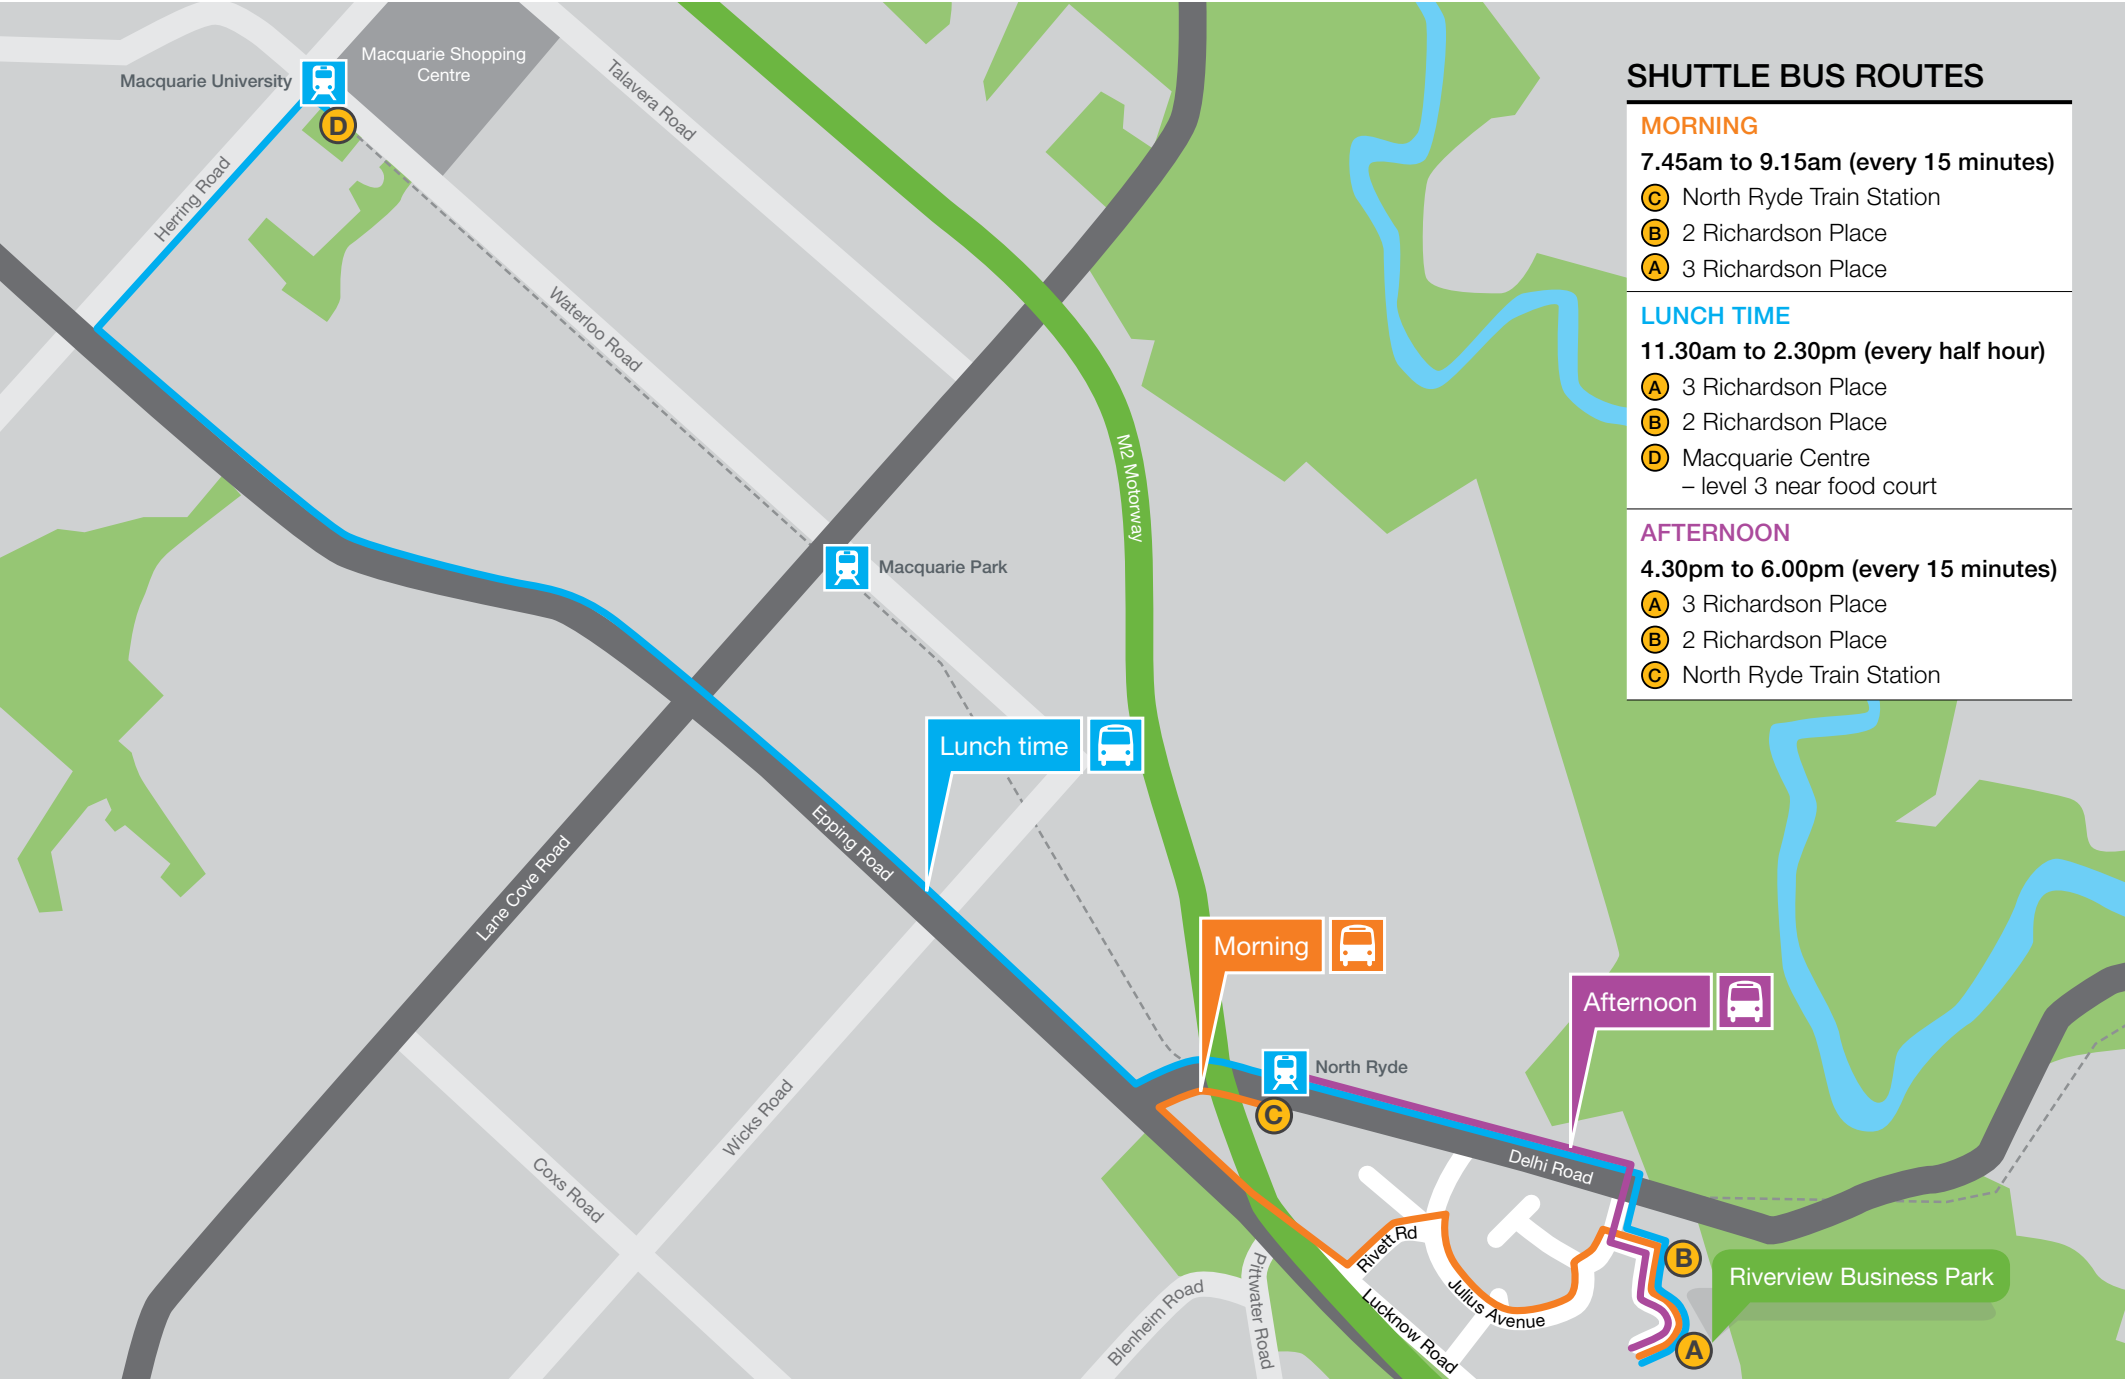 Macquarie University
Macquarie Shopping
Centre
D
Talavera Road
Herring Road
Waterloo Road
M2 Motorway
Macquarie Park
Lunch time
Epping Road
Lane Cove Road
Morning
Afternoon
North Ryde
C
Wicks Road
Coxs Road
Delhi Road
Rivett Rd
Julius Avenue
Lucknow Road
Pittwater Road
Blenheim Road
B
Riverview Business Park
A
SHUTTLE BUS ROUTES
MORNING
7.45am to 9.15am (every 15 minutes)
C North Ryde Train Station
B 2 Richardson Place
A 3 Richardson Place
LUNCH TIME
11.30am to 2.30pm (every half hour)
A 3 Richardson Place
B 2 Richardson Place
D Macquarie Centre
– level 3 near food court
AFTERNOON
4.30pm to 6.00pm (every 15 minutes)
A 3 Richardson Place
B 2 Richardson Place
C North Ryde Train Station